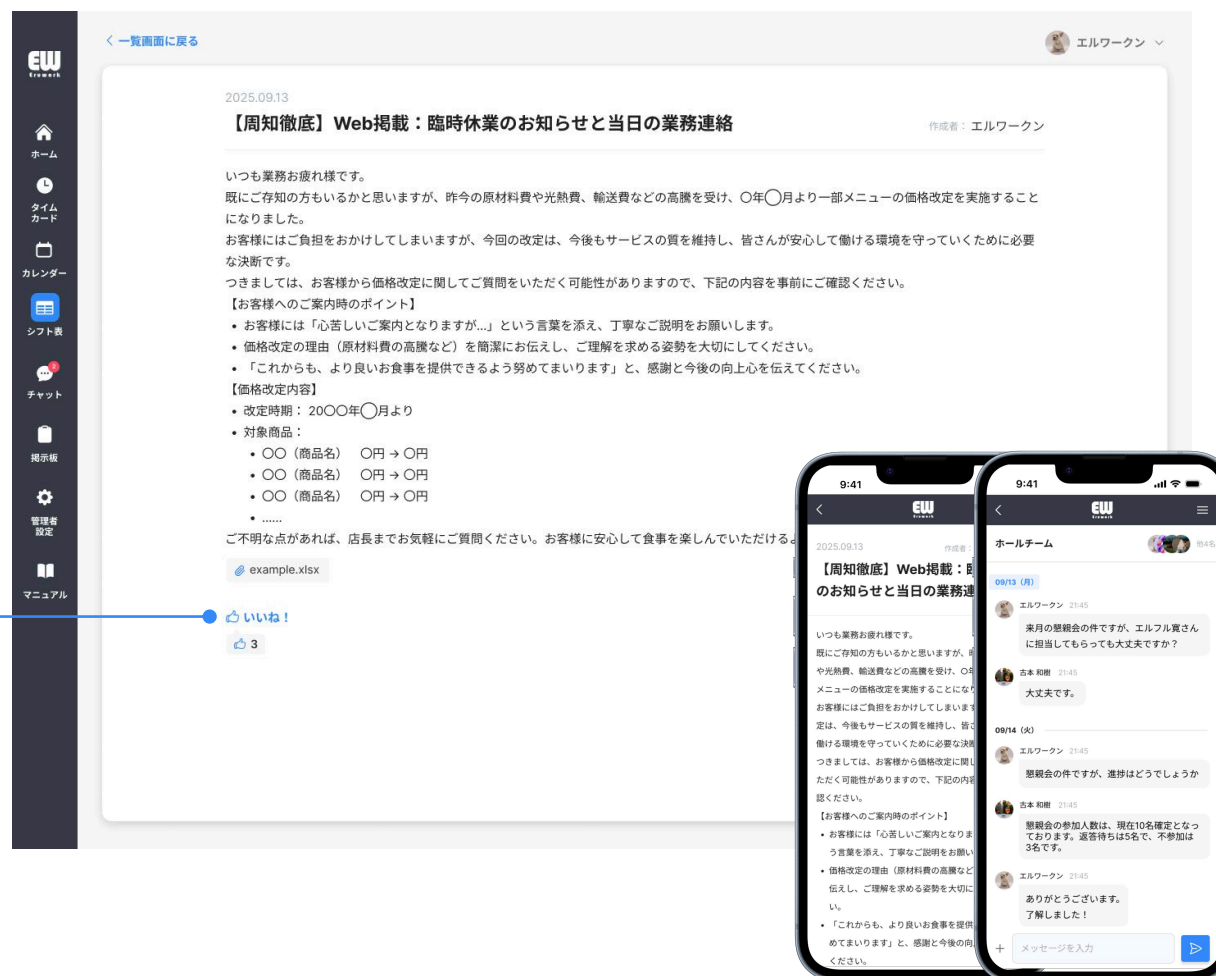 EW
Erework
ホーム
タイム
カード
カレンダー
シフト表
2
チャット
掲示板
管理者
設定
マニュアル
一覧画面に戻る
エルワークン
2025.09.13
【周知徹底】Web掲載：臨時休業のお知らせと当日の業務連絡
作成者： エルワークン
いつも業務お疲れ様です。
既にご存知の方もいるかと思いますが、昨今の原材料費や光熱費、輸送費などの高騰を受け、〇年◯月より一部メニューの価格改定を実施すること
になりました。
お客様にはご負担をおかけしてしまいますが、今回の改定は、今後もサービスの質を維持し、皆さんが安心して働ける環境を守っていくために必要
な決断です。
つきましては、お客様から価格改定に関してご質問をいただく可能性がありますので、下記の内容を事前にご確認ください。
【お客様へのご案内時のポイント】
• お客様には「心苦しいご案内となりますが...」という言葉を添え、丁寧なご説明をお願いします。
• 価格改定の理由（原材料費の高騰など）を簡潔にお伝えし、ご理解を求める姿勢を大切にしてください。
• 「これからも、より良いお食事を提供できるよう努めてまいります」と、感謝と今後の向上心を伝えてください。
【価格改定内容】
• 改定時期： 20〇〇年◯月より
• 対象商品：
• 〇〇（商品名） 〇円 → 〇円
• 〇〇（商品名） 〇円 → 〇円
• 〇〇（商品名） 〇円 → 〇円
• ......
ご不明な点があれば、店長までお気軽にご質問ください。お客様に安心して食事を楽しんでいただける
example.xlsx
いいね！
3
9:41
EW
2025.09.13
作成者：
【周知徹底】Web掲載：
のお知らせと当日の業務連
いつも業務お疲れ様です。
既にご存知の方もいるかと思いますが、
や光熱費、輸送費などの高騰を受け、〇年
メニューの価格改定を実施することにな
お客様にはご負担をおかけしてしまいます
定は、今後もサービスの質を維持し、皆さ
働ける環境を守っていくために必要な決断
つきましては、お客様から価格改定に関し
ただく可能性がありますので、下記の内容
認ください。
【お客様へのご案内時のポイント】
• お客様には「心苦しいご案内となりま
う言葉を添え、丁寧なご説明をお願い
• 価格改定の理由（原材料費の高騰など
伝えし、ご理解を求める姿勢を大切に
い。
• 「これからも、より良いお食事を提供
めてまいります」と、感謝と今後の向
ください。
9:41
EW
ホールチーム
他4名
09/13（月）
エルワークン 21:45
来月の懇親会の件ですが、エルフル寛さん
に担当してもらっても大丈夫ですか？
古本 和樹 21:45
大丈夫です。
09/14（火）
エルワークン 21:45
懇親会の件ですが、進捗はどうでしょうか
古本 和樹 21:45
懇親会の参加人数は、現在10名確定となっ
ております。返答待ちは5名で、不参加は
3名です。
エルワークン 21:45
ありがとうございます。
了解しました！
+ メッセージを入力